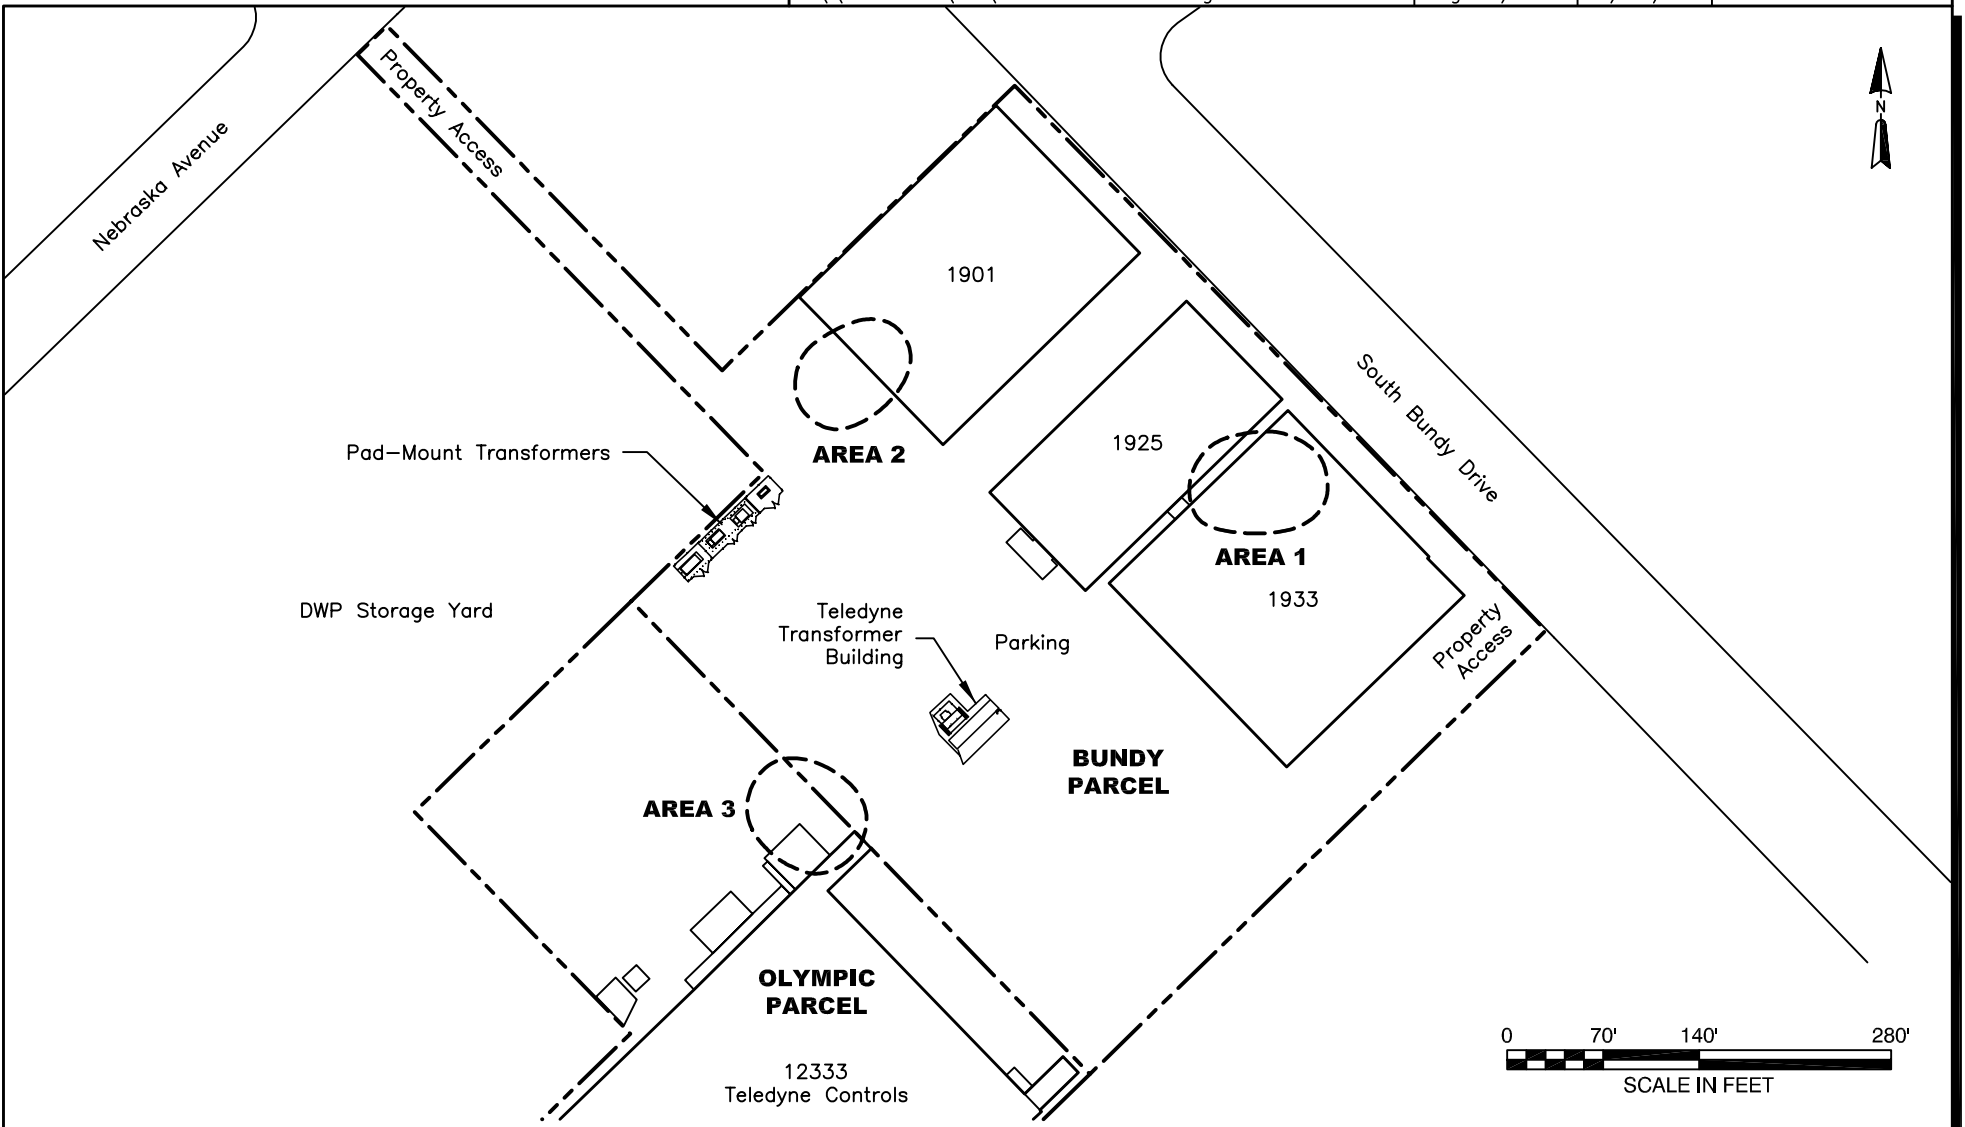 Property Access
Nebraska Avenue
N
1901
South Bundy Drive
1925
Pad-Mount Transformers
AREA 2
AREA 1
1933
DWP Storage Yard
Teledyne
Transformer
Building
Parking
Property
Access
BUNDY
PARCEL
AREA 3
OLYMPIC
PARCEL
12333
Teledyne Controls
0 70' 140' 280'
SCALE IN FEET